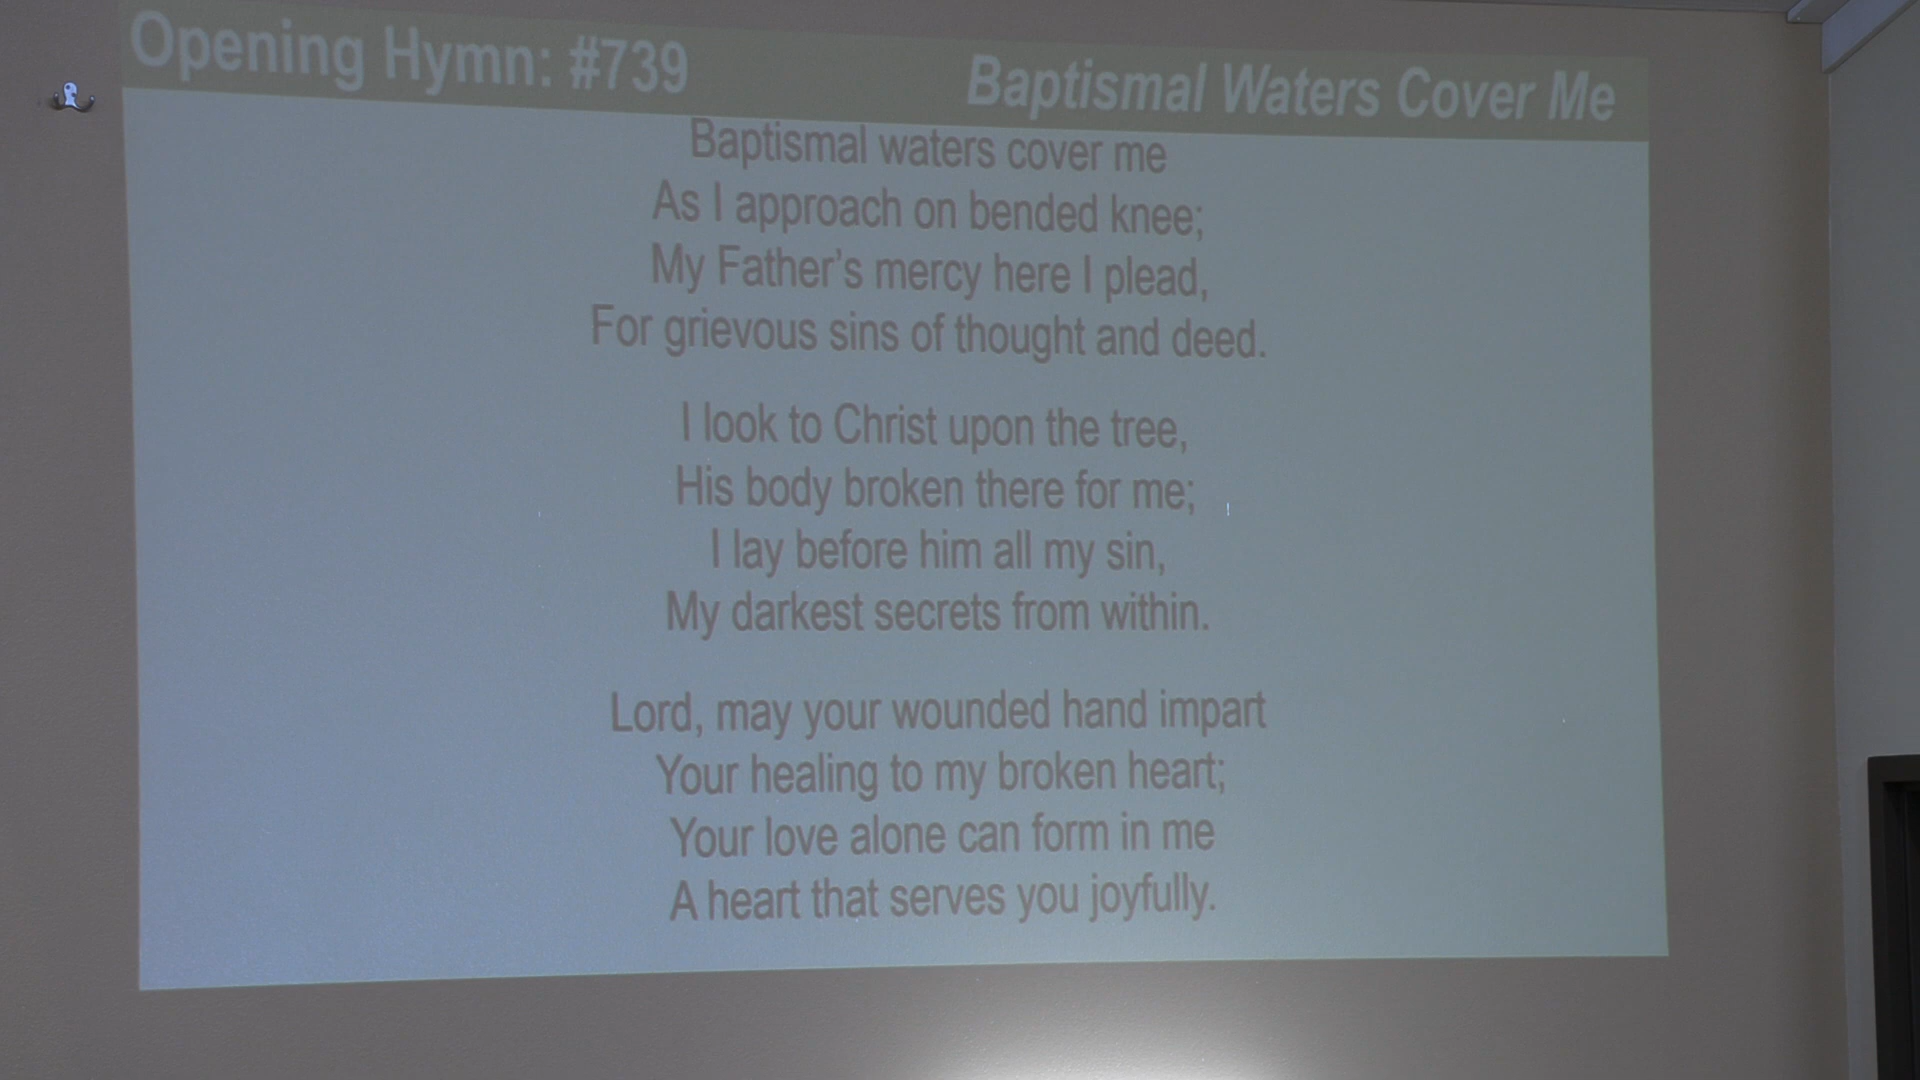 Opening Hymn: #739 Baptismal Waters Cover Me
Baptismal waters cover me
As I approach on bended knee;
My Father's mercy here I plead,
For grievous sins of thought and deed.
I look to Christ upon the tree,
His body broken there for me;
I lay before him all my sin,
My darkest secrets from within.
Lord, may your wounded hand impart
Your healing to my broken heart;
Your love alone can form in me
A heart that serves you joyfully.